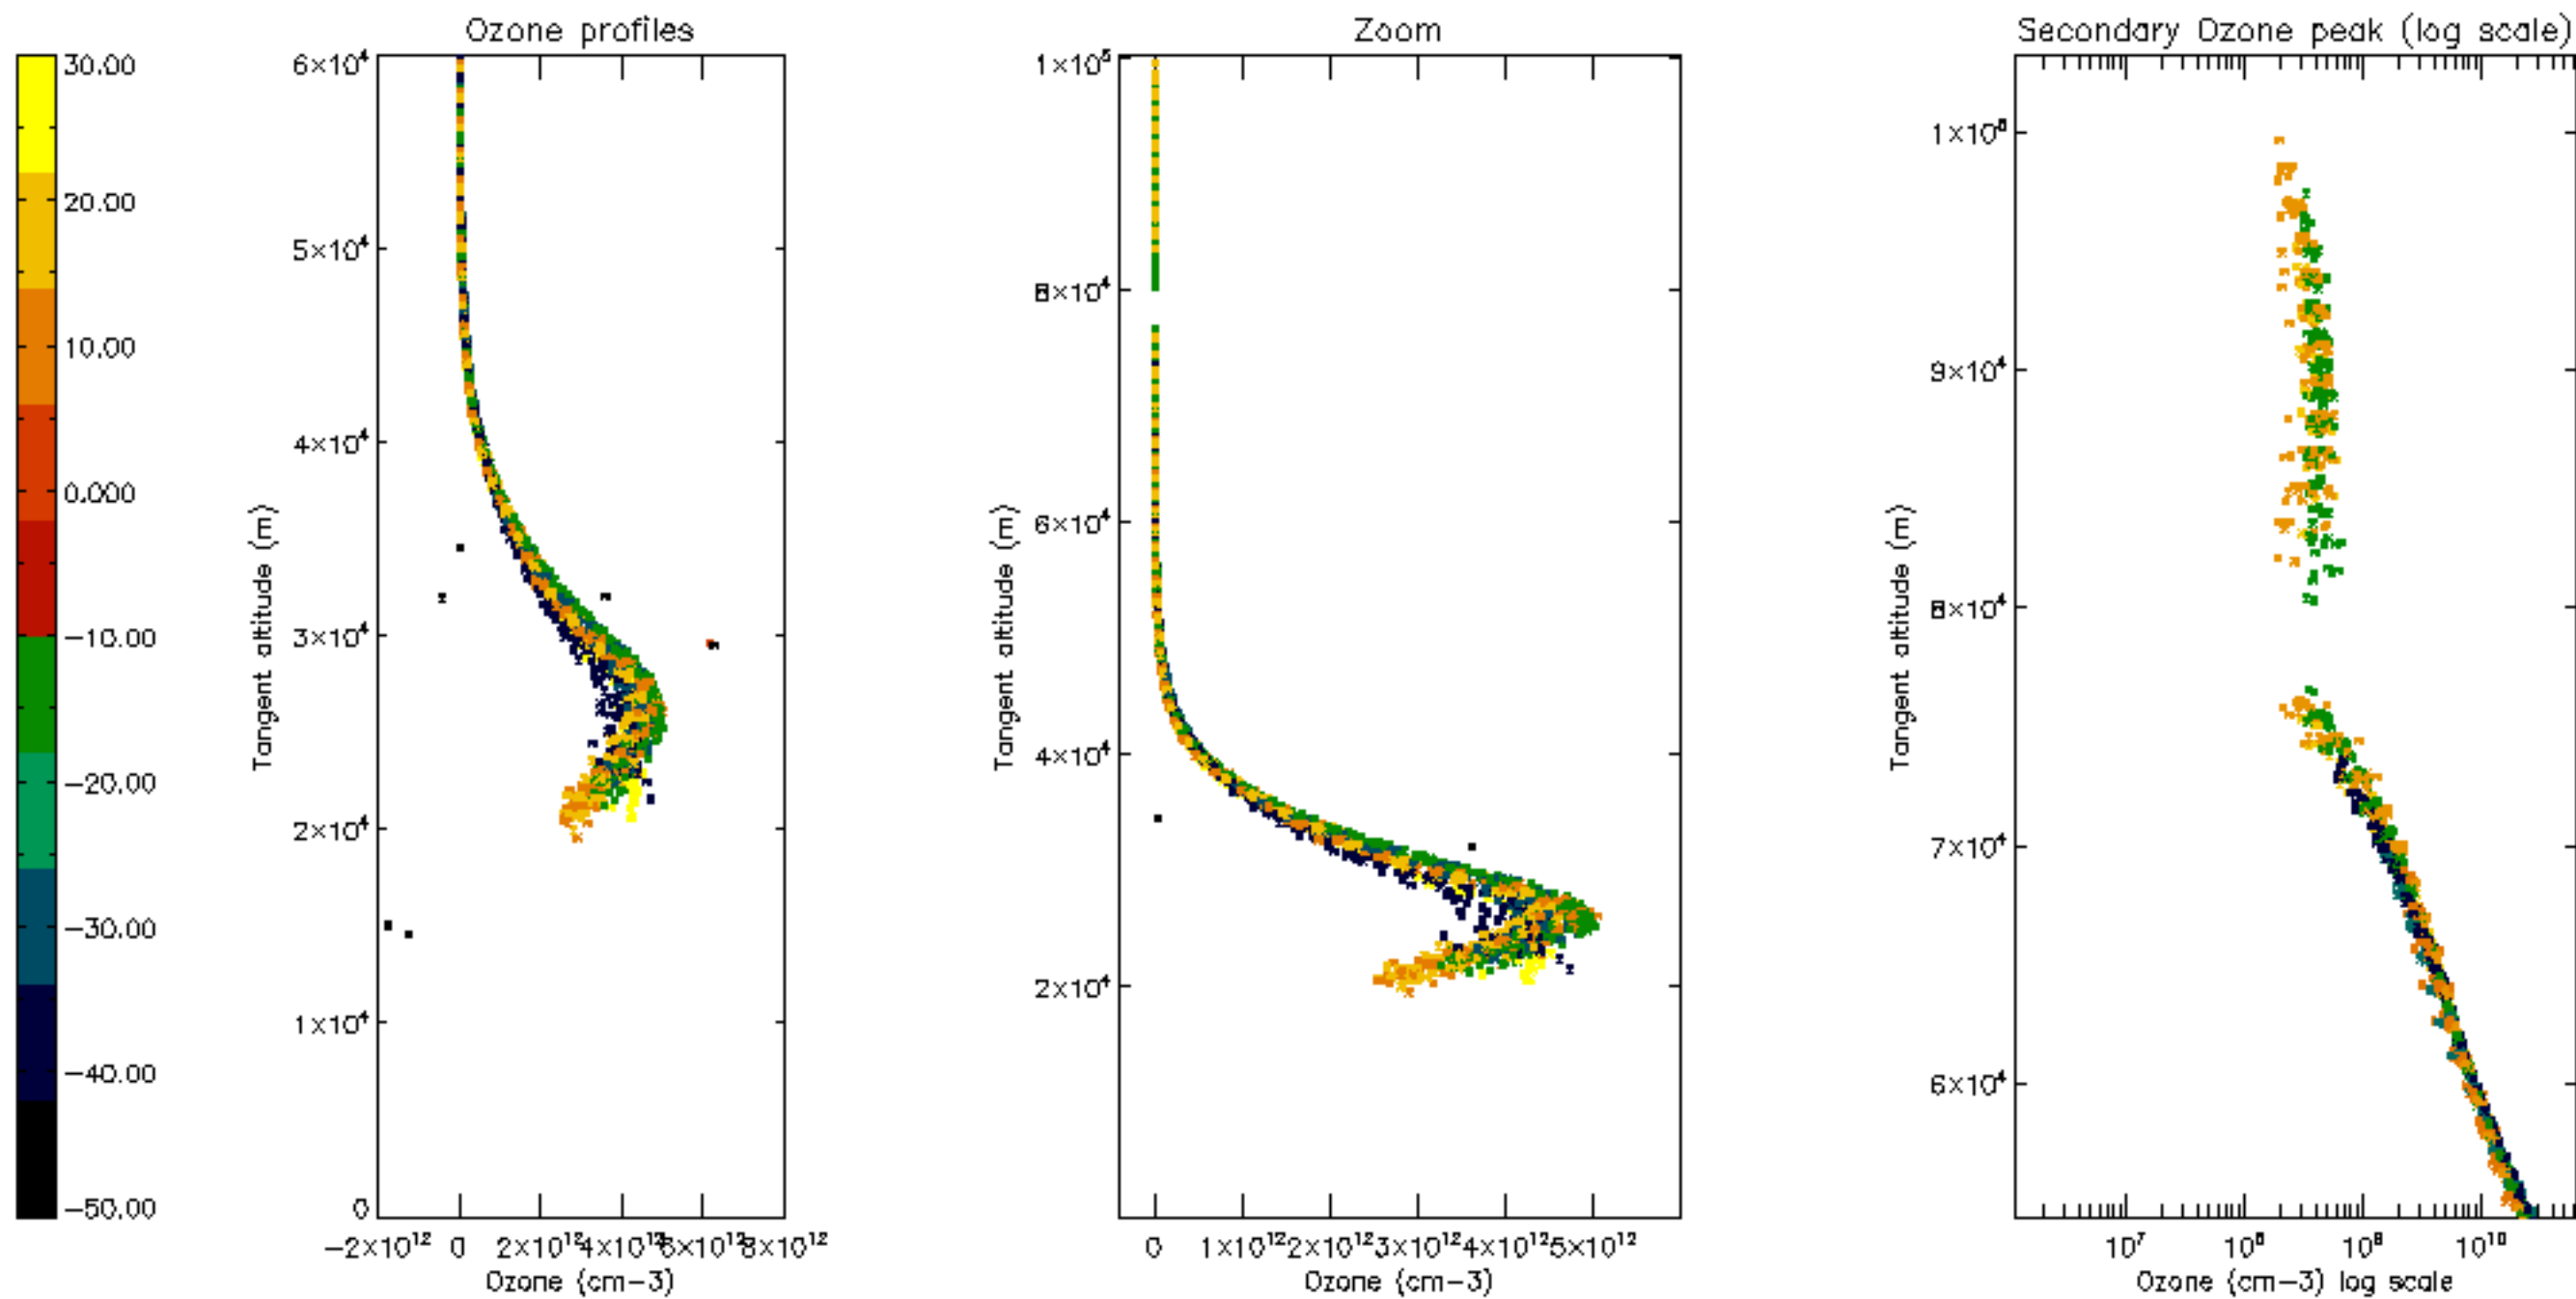 Ozone profiles
Zoom
Secondary Ozone peak (log scale)
30.00
20.00
10.00
0.000
−10.00
−20.00
−30.00
−40.00
−50.00
6×10⁴
5×10⁴
4×10⁴
3×10⁴
2×10⁴
1×10⁴
0
Tangent altitude (m)
−2×10¹² 0 2×10¹² 4×10¹² 6×10¹² 8×10¹²
Ozone (cm−3)
1×10⁵
8×10⁴
6×10⁴
4×10⁴
2×10⁴
Tangent altitude (m)
0 1×10¹² 2×10¹² 3×10¹² 4×10¹² 5×10¹²
Ozone (cm−3)
1×10⁵
9×10⁴
8×10⁴
7×10⁴
6×10⁴
Tangent altitude (m)
10⁷ 10⁸ 10⁹ 10¹⁰
Ozone (cm−3) log scale